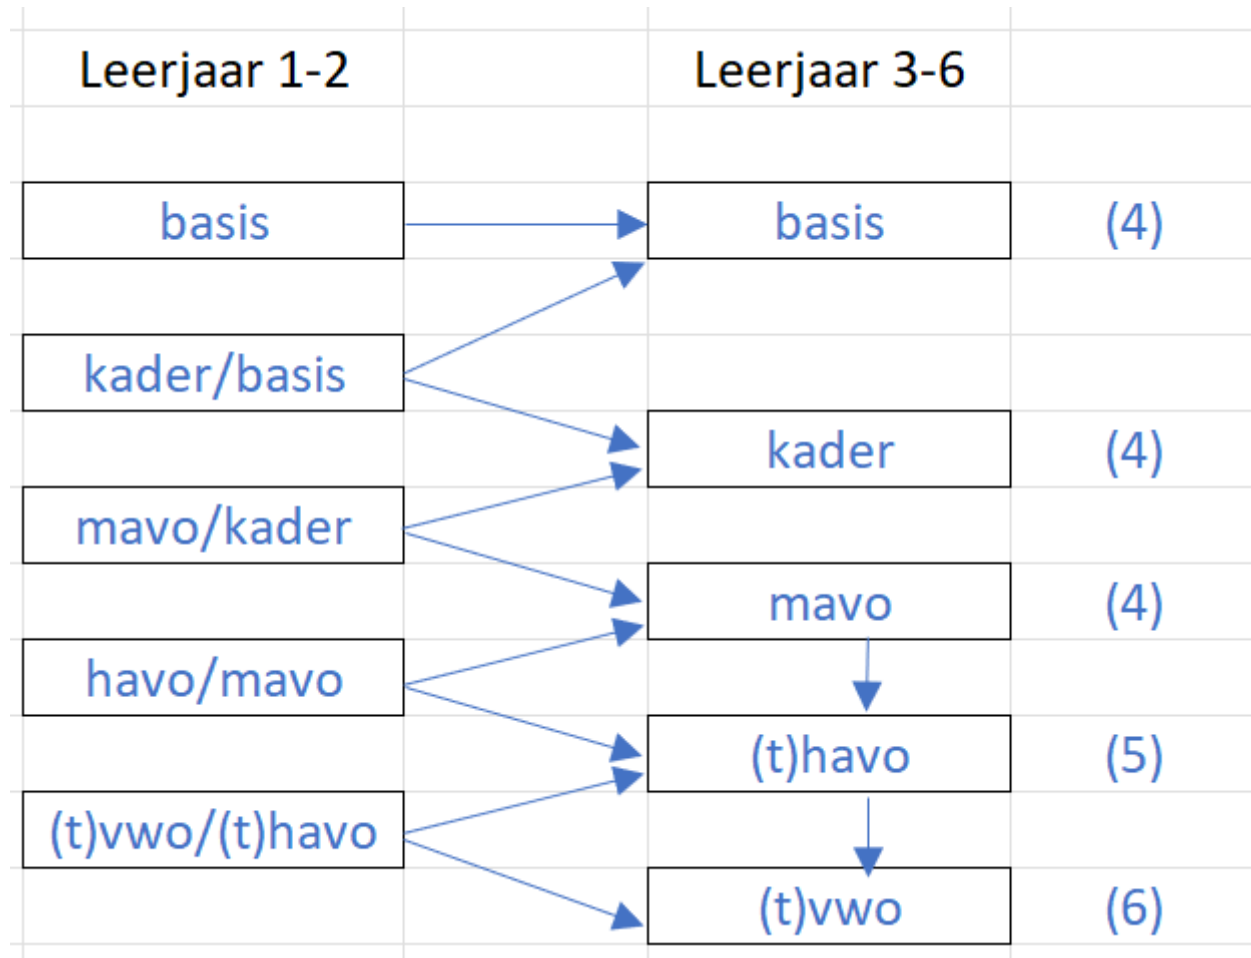 Leerjaar 1-2 Leerjaar 3-6
basis basis (4)
kader/basis
kader (4)
mavo/kader
mavo (4)
havo/mavo
(t)havo (5)
(t)vwo/(t)havo
(t)vwo (6)